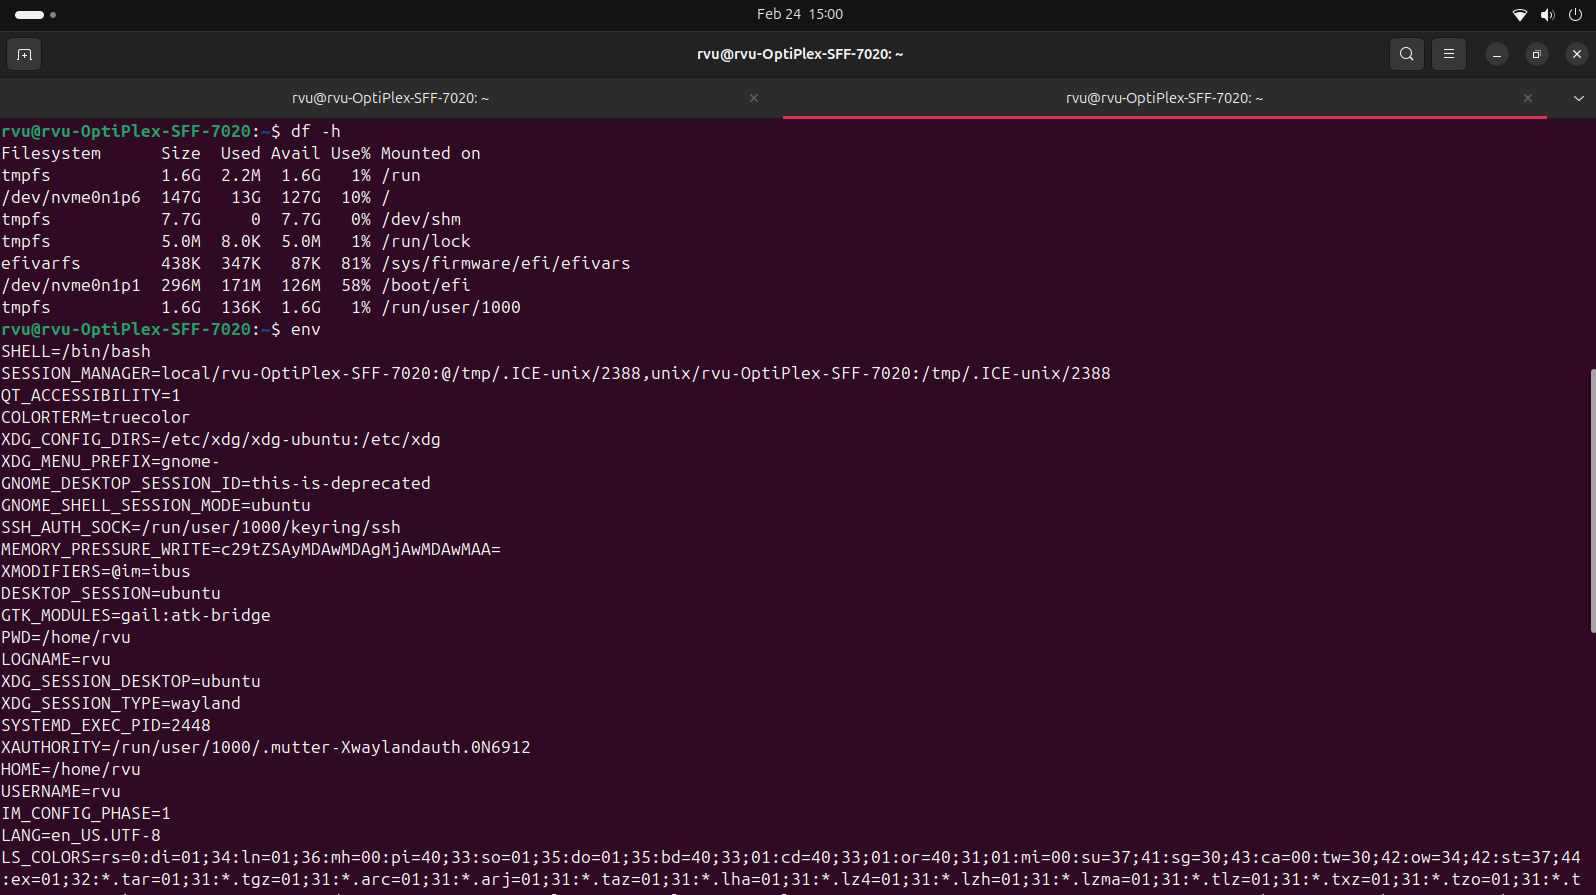 Feb 24  15:00
rvu@rvu-OptiPlex-SFF-7020: ~
rvu@rvu-OptiPlex-SFF-7020: ~
rvu@rvu-OptiPlex-SFF-7020: ~
rvu@rvu-OptiPlex-SFF-7020:~$ df -h
Filesystem      Size  Used Avail Use% Mounted on
tmpfs           1.6G  2.2M  1.6G   1% /run
/dev/nvme0n1p6  147G   13G  127G  10% /
tmpfs           7.7G     0  7.7G   0% /dev/shm
tmpfs           5.0M  8.0K  5.0M   1% /run/lock
efivarfs        438K  347K   87K  81% /sys/firmware/efi/efivars
/dev/nvme0n1p1  296M  171M  126M  58% /boot/efi
tmpfs           1.6G  136K  1.6G   1% /run/user/1000
rvu@rvu-OptiPlex-SFF-7020:~$ env
SHELL=/bin/bash
SESSION_MANAGER=local/rvu-OptiPlex-SFF-7020:@/tmp/.ICE-unix/2388,unix/rvu-OptiPlex-SFF-7020:/tmp/.ICE-unix/2388
QT_ACCESSIBILITY=1
COLORTERM=truecolor
XDG_CONFIG_DIRS=/etc/xdg/xdg-ubuntu:/etc/xdg
XDG_MENU_PREFIX=gnome-
GNOME_DESKTOP_SESSION_ID=this-is-deprecated
GNOME_SHELL_SESSION_MODE=ubuntu
SSH_AUTH_SOCK=/run/user/1000/keyring/ssh
MEMORY_PRESSURE_WRITE=c29tZSAyMDAwMDAgMjAwMDAwMAA=
XMODIFIERS=@im=ibus
DESKTOP_SESSION=ubuntu
GTK_MODULES=gail:atk-bridge
PWD=/home/rvu
LOGNAME=rvu
XDG_SESSION_DESKTOP=ubuntu
XDG_SESSION_TYPE=wayland
SYSTEMD_EXEC_PID=2448
XAUTHORITY=/run/user/1000/.mutter-Xwaylandauth.0N6912
HOME=/home/rvu
USERNAME=rvu
IM_CONFIG_PHASE=1
LANG=en_US.UTF-8
LS_COLORS=rs=0:di=01;34:ln=01;36:mh=00:pi=40;33:so=01;35:do=01;35:bd=40;33;01:cd=40;33;01:or=40;31;01:mi=00:su=37;41:sg=30;43:ca=00:tw=30;42:ow=34;42:st=37;44
:ex=01;32:*.tar=01;31:*.tgz=01;31:*.arc=01;31:*.arj=01;31:*.taz=01;31:*.lha=01;31:*.lz4=01;31:*.lzh=01;31:*.lzma=01;31:*.tlz=01;31:*.txz=01;31:*.tzo=01;31:*.t